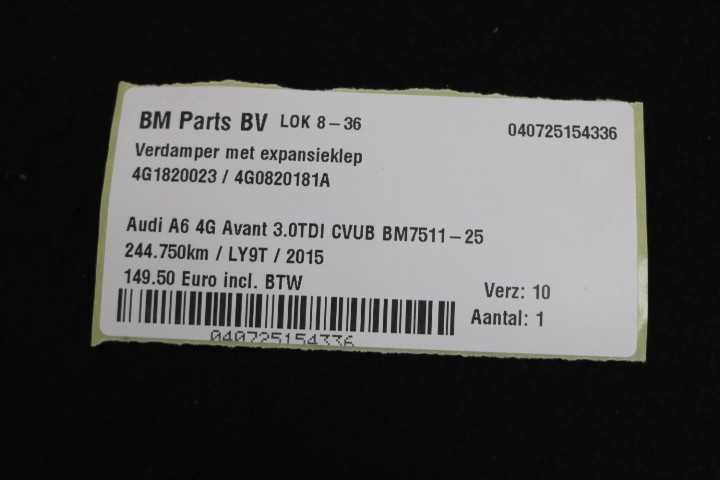 BM Parts BV LOK 8-36 040725154336
Verdamper met expansieklep
4G1820023 / 4G0820181A
Audi A6 4G Avant 3.0TDI CVUB BM7511-25
244.750km / LY9T / 2015
149.50 Euro incl. BTW
Verz: 10
Aantal: 1
040725154336